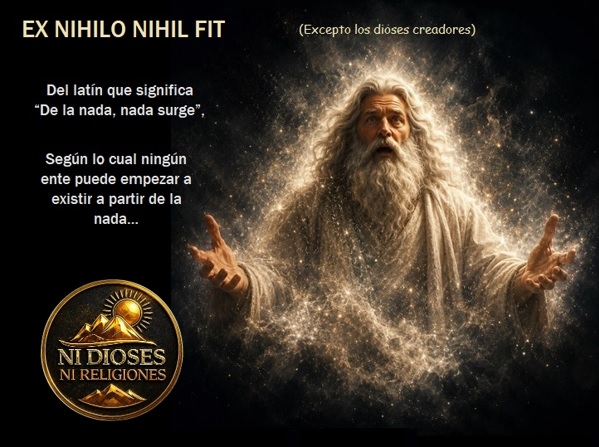 EX NIHILO NIHIL FIT
(Excepto los dioses creadores)
Del latín que significa
“De la nada, nada surge”,
Según lo cual ningún
ente puede empezar a
existir a partir de la
nada...
NI DIOSES
NI RELIGIONES